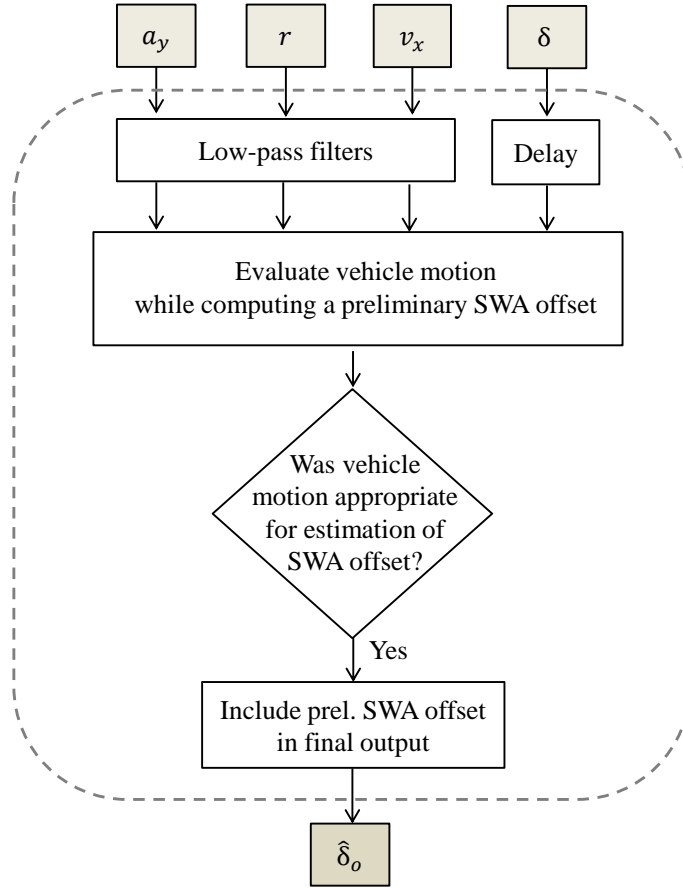 a_y r v_x δ
Low-pass filters
Delay
Evaluate vehicle motion
while computing a preliminary SWA offset
Was vehicle
motion appropriate
for estimation of
SWA offset?
Yes
Include prel. SWA offset
in final output
δ̂_o